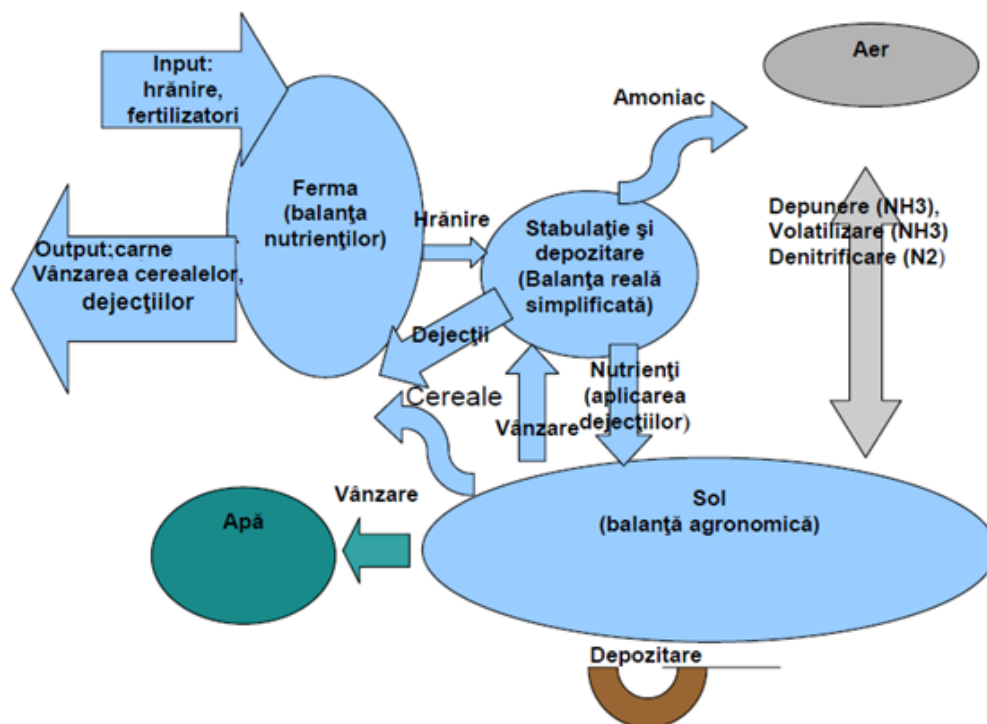 Input:
hrănire,
fertilizatori
Aer
Amoniac
Ferma
(balanţa
nutrienţilor)
Hrănire
Stabulaţie şi
depozitare
(Balanţa reală
simplificată)
Depunere (NH3),
Volatilizare (NH3)
Denitrificare (N2)
Output:carne
Vânzarea cerealelor,
dejecţiilor
Dejecţii
Cereale
Vânzare
Nutrienţi
(aplicarea
dejecţiilor)
Vânzare
Apă
Sol
(balanţă agronomică)
Depozitare